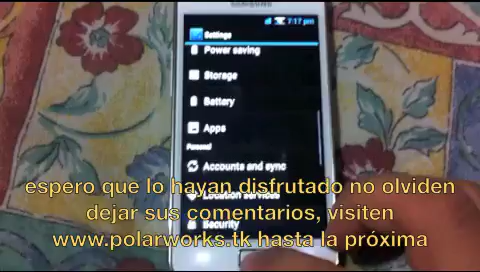 SAMSUNG
7:17 pm
Settings
Power saving
Storage
Battery
Apps
Personal
Accounts and sync
Location services
Security
espero que lo hayan disfrutado no olviden
dejar sus comentarios, visiten
www.polarworks.tk hasta la próxima